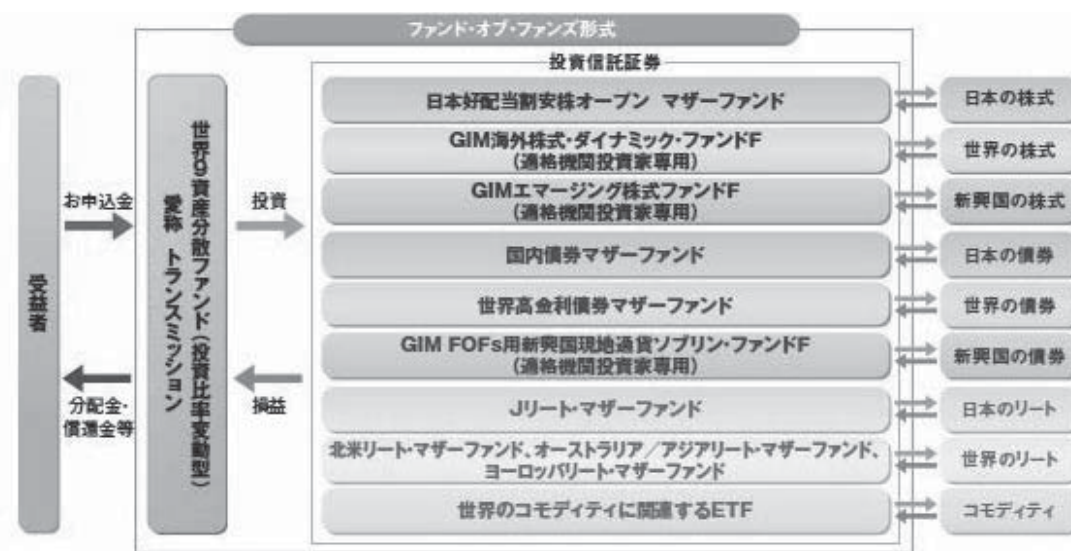 ファンド・オブ・ファンズ形式
投資信託証券
受益者
お申込金
分配金・
償還金等
世界9資産分散ファンド(投資比率変動型)
愛称 トランスミッション
投資
損益
日本好配当割安株オープン マザーファンド
日本の株式
GIM海外株式・ダイナミック・ファンドF
(適格機関投資家専用)
世界の株式
GIMエマージング株式ファンドF
(適格機関投資家専用)
新興国の株式
国内債券マザーファンド
日本の債券
世界高金利債券マザーファンド
世界の債券
GIM FOFs用新興国現地通貨ソブリン・ファンドF
(適格機関投資家専用)
新興国の債券
Jリート・マザーファンド
日本のリート
北米リート・マザーファンド、オーストラリア/アジアリート・マザーファンド、
ヨーロッパリート・マザーファンド
世界のリート
世界のコモディティに関連するETF
コモディティ